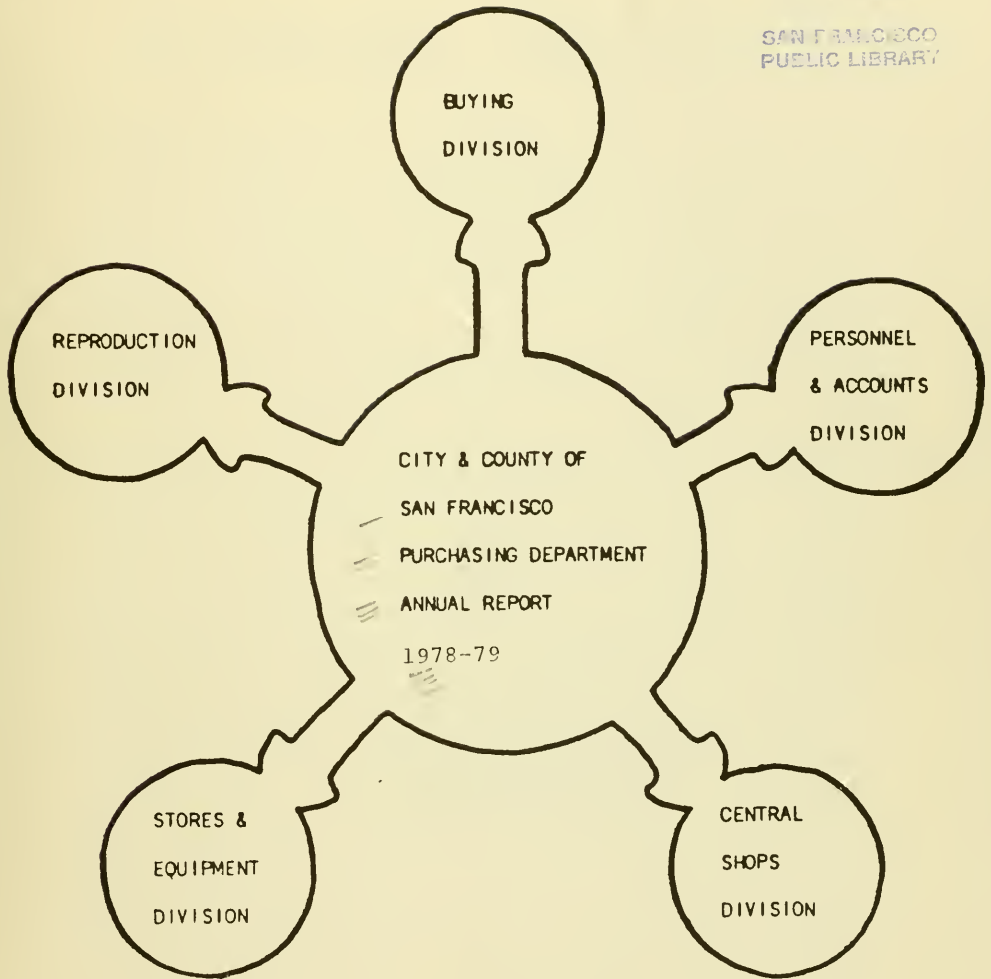 SAN FRANCISCO
PUBLIC LIBRARY
BUYING
DIVISION
REPRODUCTION
DIVISION
PERSONNEL
& ACCOUNTS
DIVISION
CITY & COUNTY OF
SAN FRANCISCO
PURCHASING DEPARTMENT
ANNUAL REPORT
1978-79
STORES &
EQUIPMENT
DIVISION
CENTRAL
SHOPS
DIVISION